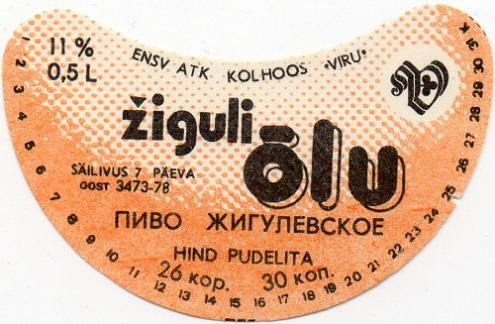 11%
0,5 L
ENSV ATK KOLHOOS "VIRU"
žiguli
õlu
SÄILIVUS 7 PÄEVA
GOST 3473-78
ПИВО ЖИГУЛЕВСКОЕ
HIND PUDELITA
26 KOP. 30 КОП.
1 2 3 4 5 6 7 8 9 10 11 12 13 14 15 16 17 18 19 20 21 22 23 24 25 26 27 28 29 30 31 K